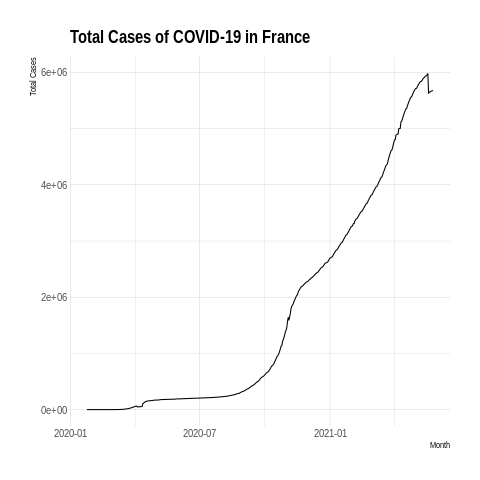 Total Cases of COVID-19 in France
Total Cases
6e+06
4e+06
2e+06
0e+00
2020-01
2020-07
2021-01
Month